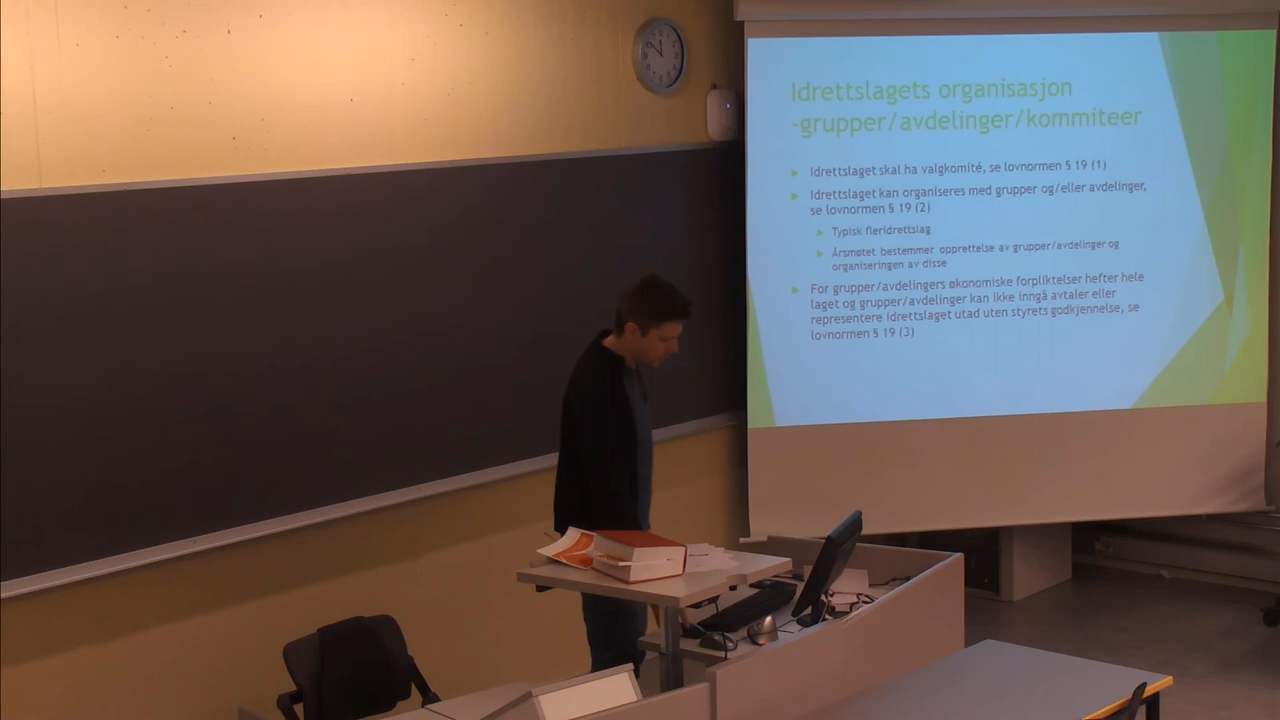 Idrettslagets organisasjon
-grupper/avdelinger/kommiteer
Idrettslaget skal ha valgkomité, se lovnormen § 19 (1)
Idrettslaget kan organiseres med grupper og/eller avdelinger,
se lovnormen § 19 (2)
Typisk fleridrettslag
Årsmøtet bestemmer opprettelse av grupper/avdelinger og
organiseringen av disse
For grupper/avdelingers økonomiske forpliktelser hefter hele
laget og grupper/avdelinger kan ikke inngå avtaler eller
representere idrettslaget utad uten styrets godkjennelse, se
lovnormen § 19 (3)